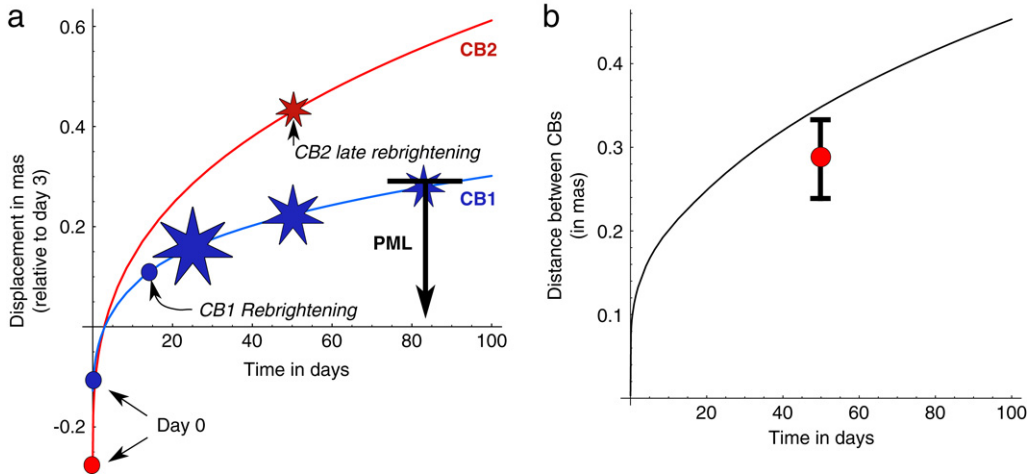 a
Displacement in mas
(relative to day 3)
0.6
0.4
0.2
-0.2
CB2
CB2 late rebrightening
CB1
PML
CB1 Rebrightening
20
40
60
80
100
Time in days
Day 0
b
Distance between CBs
(in mas)
0.4
0.3
0.2
0.1
20
40
60
80
100
Time in days